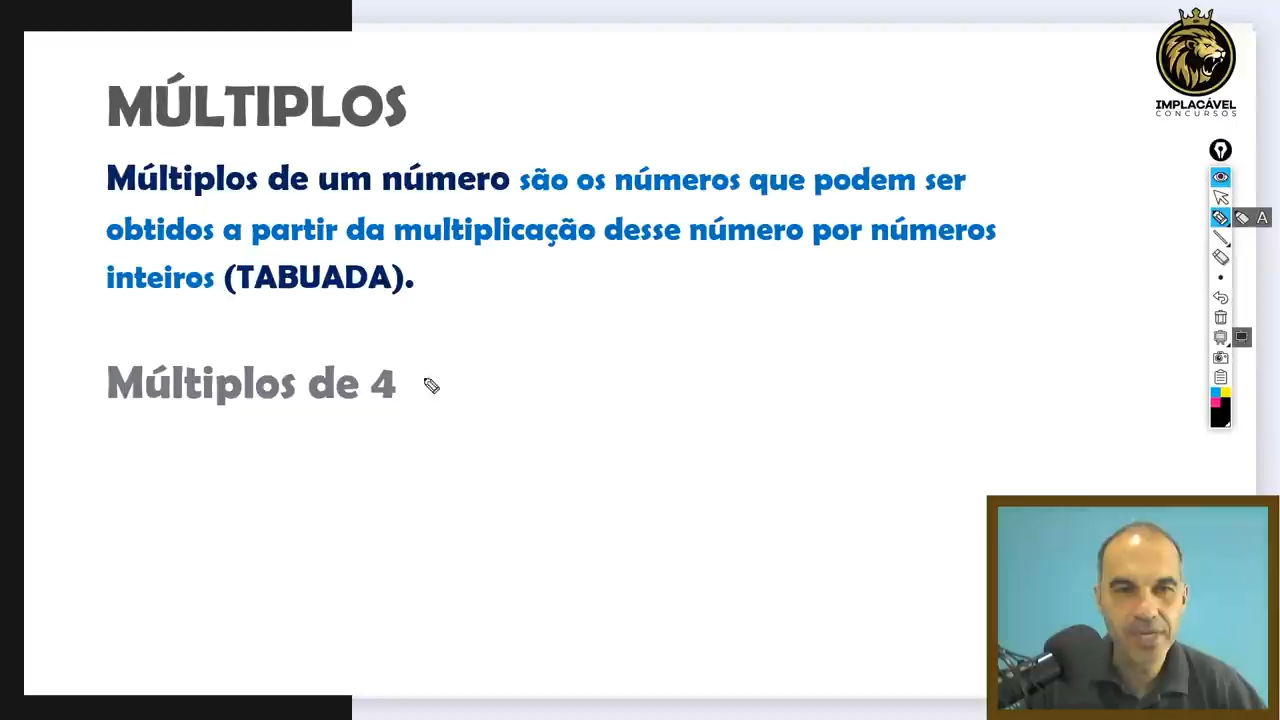 MÚLTIPLOS
Múltiplos de um número são os números que podem ser
obtidos a partir da multiplicação desse número por números
inteiros (TABUADA).
Múltiplos de 4
IMPLACÁVEL
CONCURSOS
A